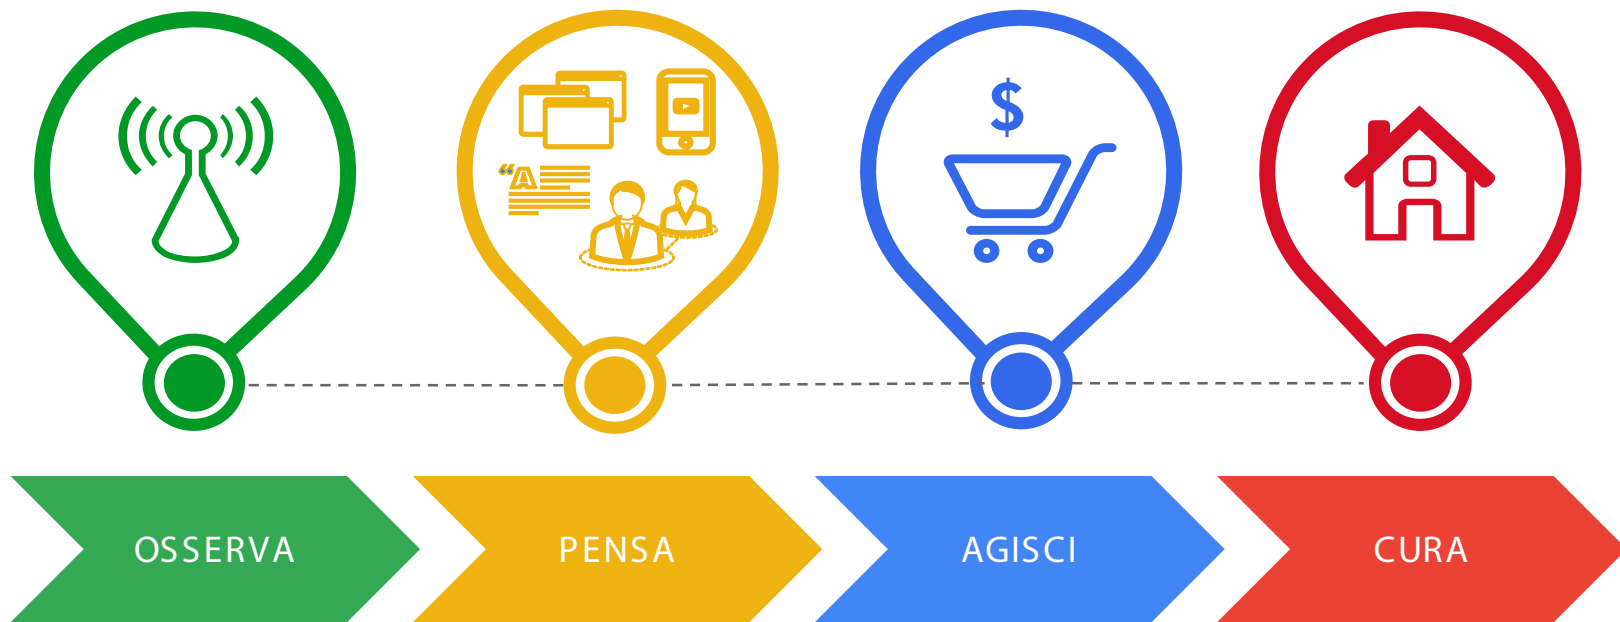 $
“A
OSSERVA
PENSA
AGISCI
CURA